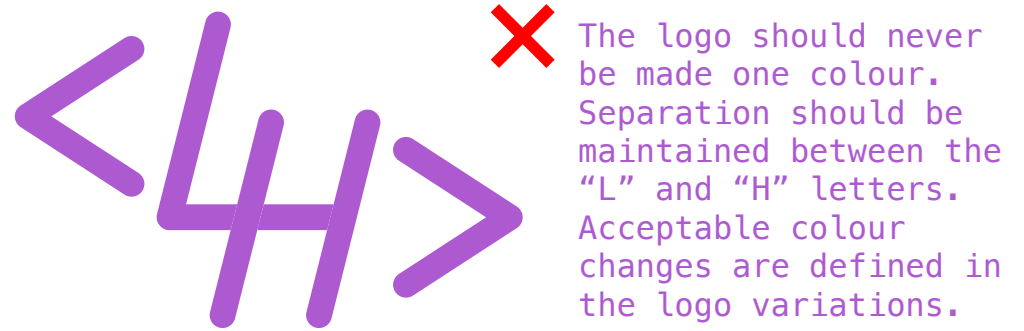 <LH>
The logo should never
be made one colour.
Separation should be
maintained between the
“L” and “H” letters.
Acceptable colour
changes are defined in
the logo variations.